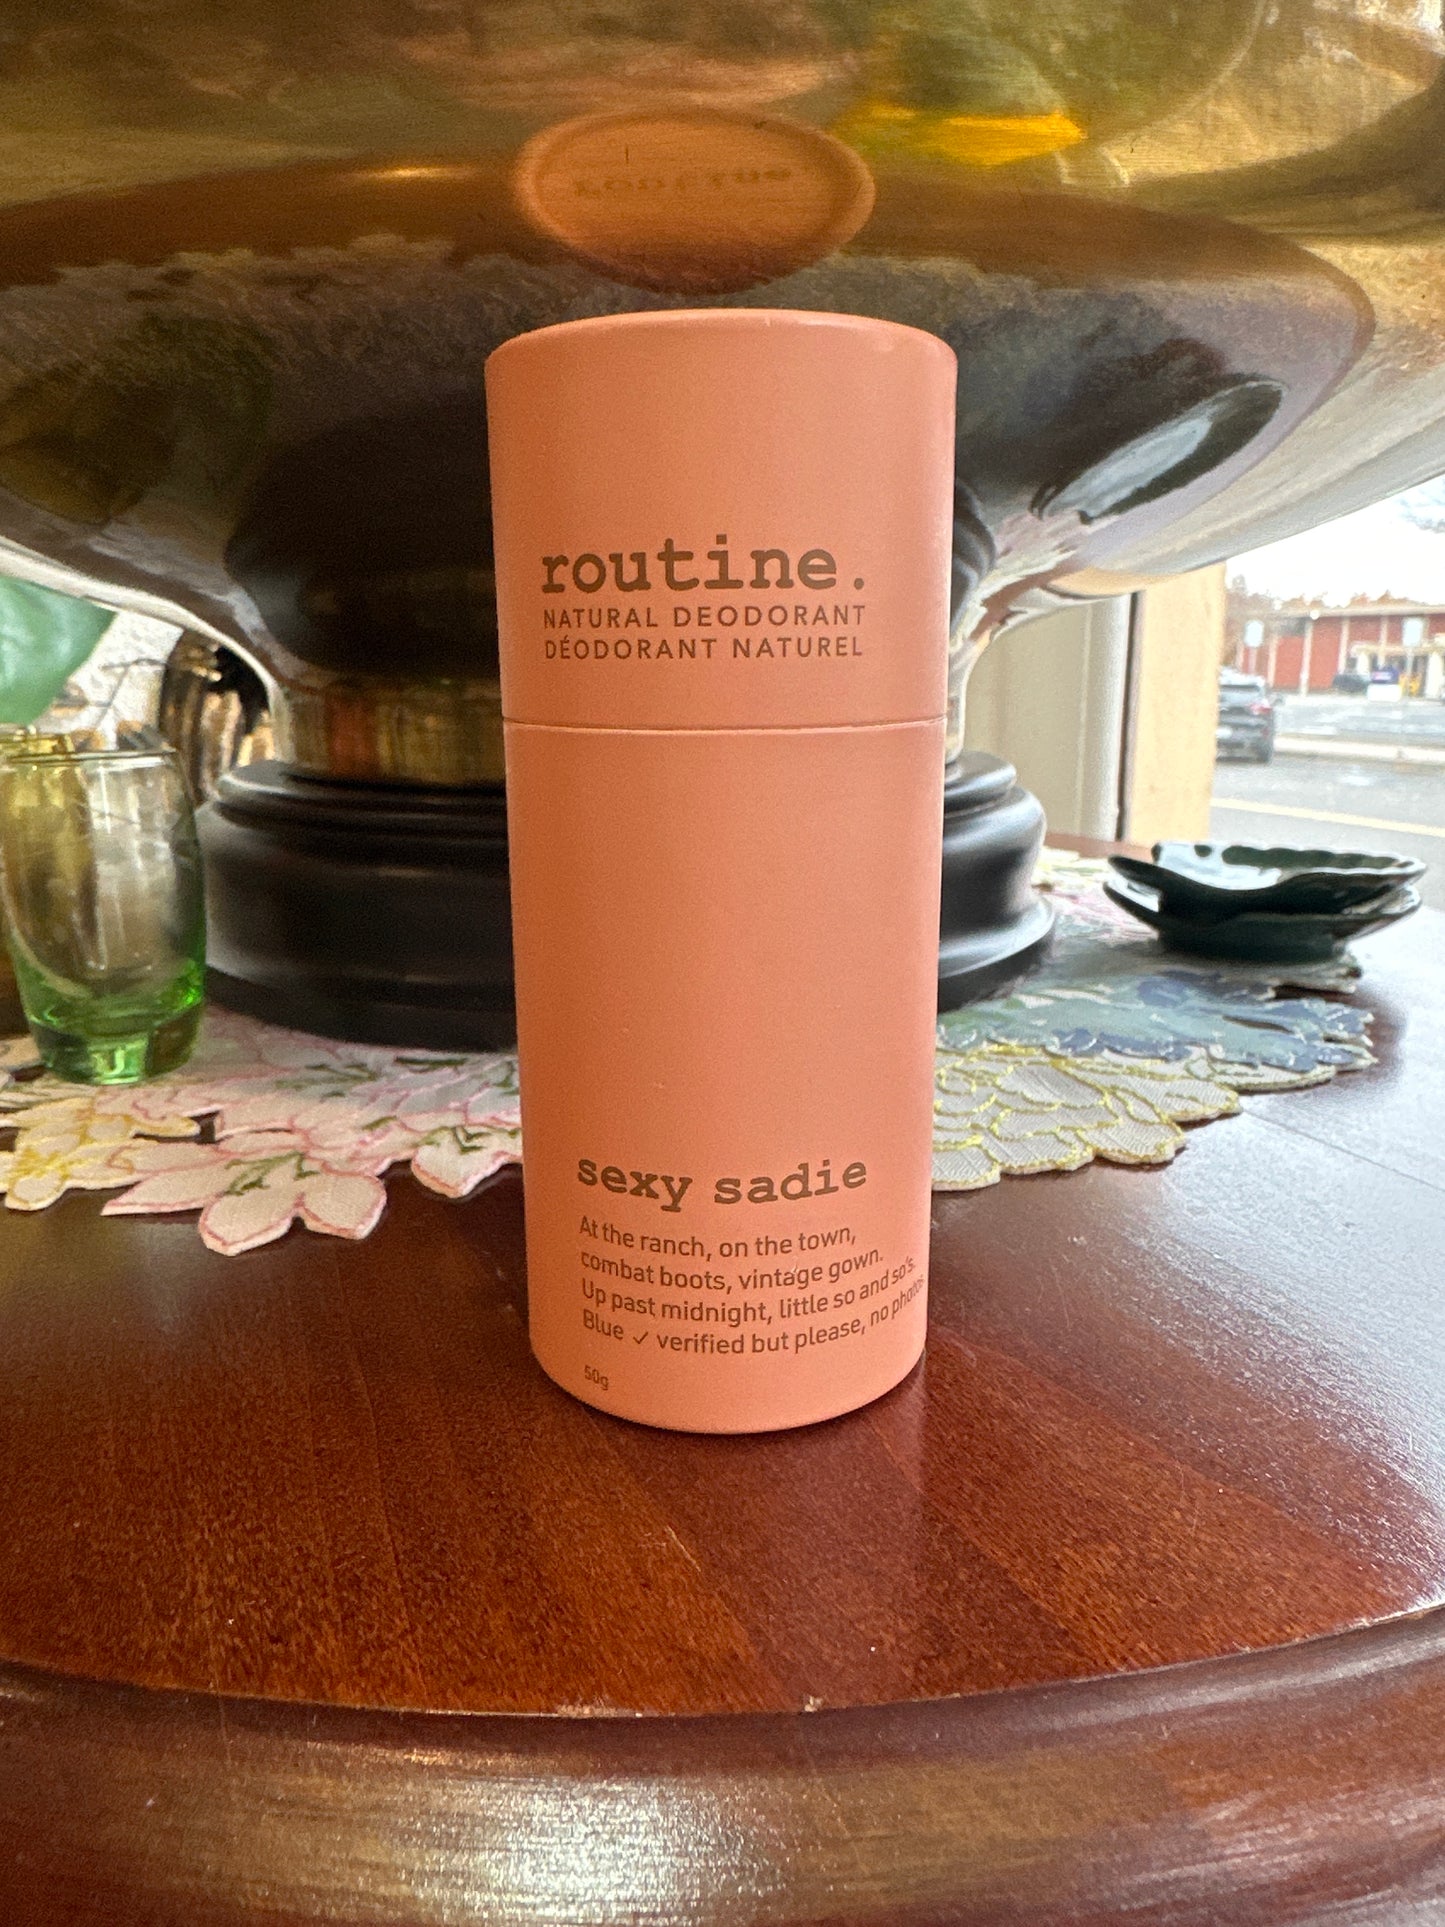 routine.
NATURAL DEODORANT
DÉODORANT NATUREL
sexy sadie
At the ranch, on the town,
combat boots, vintage gown.
Up past midnight, little so and so's.
Blue ✓ verified but please, no photos
50g